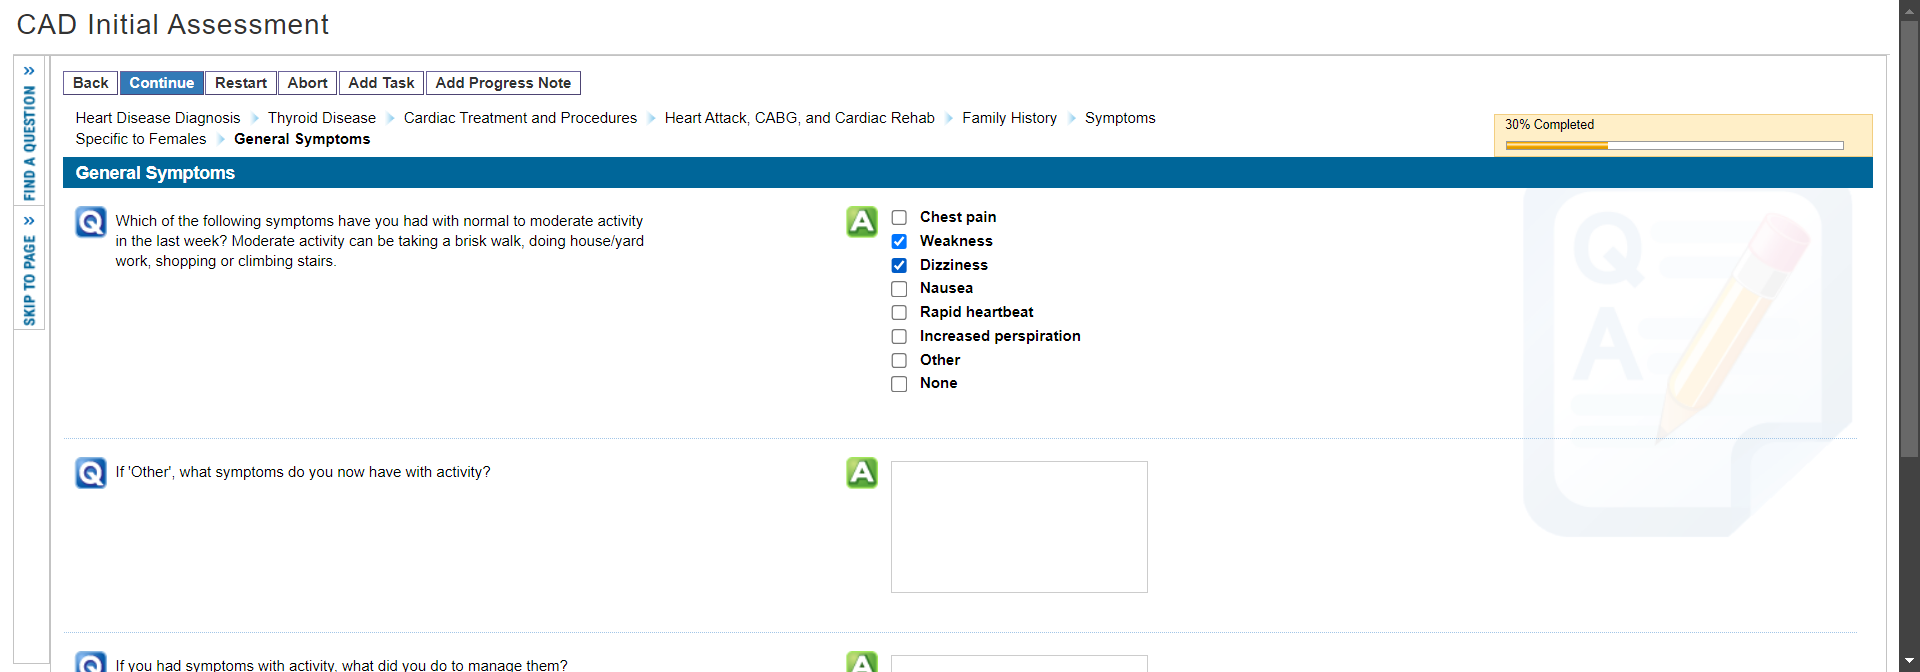 CAD Initial Assessment
» FIND A QUESTION
» SKIP TO PAGE
Back Continue Restart Abort Add Task Add Progress Note
Heart Disease Diagnosis Thyroid Disease Cardiac Treatment and Procedures Heart Attack, CABG, and Cardiac Rehab Family History Symptoms
Specific to Females General Symptoms
30% Completed
General Symptoms
Q Which of the following symptoms have you had with normal to moderate activity
in the last week? Moderate activity can be taking a brisk walk, doing house/yard
work, shopping or climbing stairs.
A Chest pain
Weakness
Dizziness
Nausea
Rapid heartbeat
Increased perspiration
Other
None
Q
A
Q If 'Other', what symptoms do you now have with activity?
A
Q If you had symptoms with activity, what did you do to manage them?
A